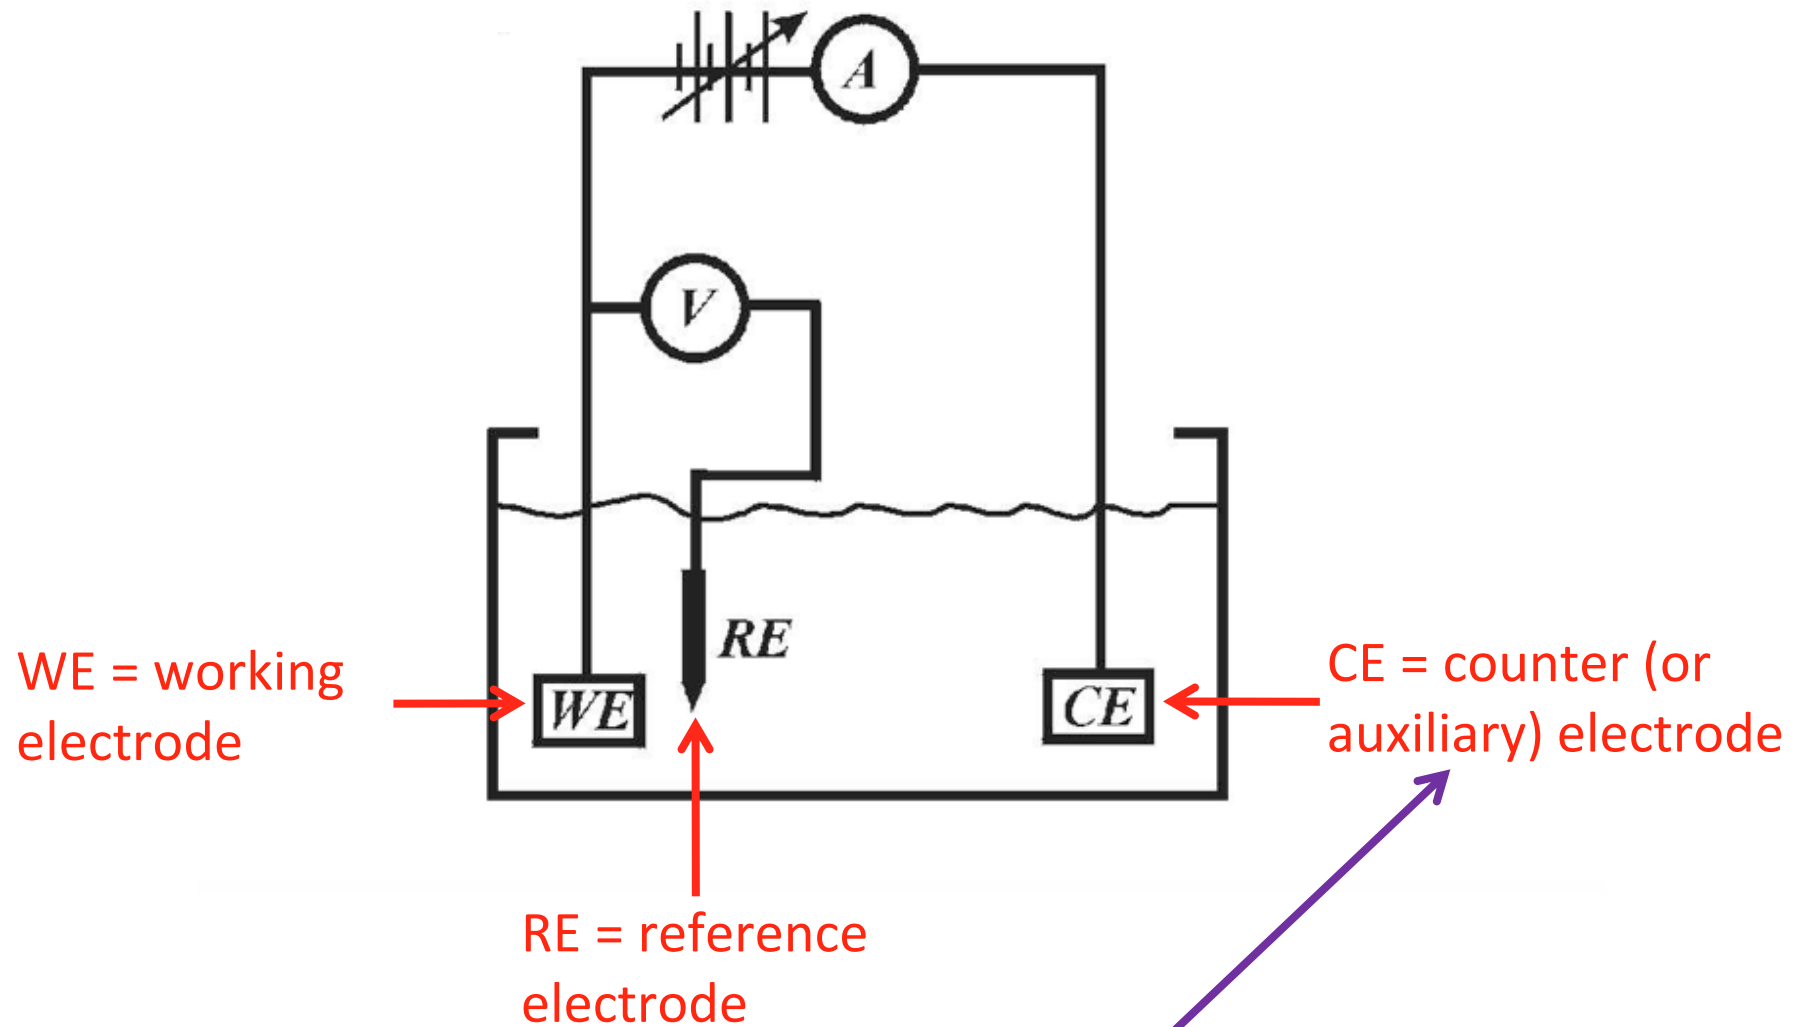 A
V
RE
WE = working
electrode
WE
CE
CE = counter (or
auxiliary) electrode
RE = reference
electrode